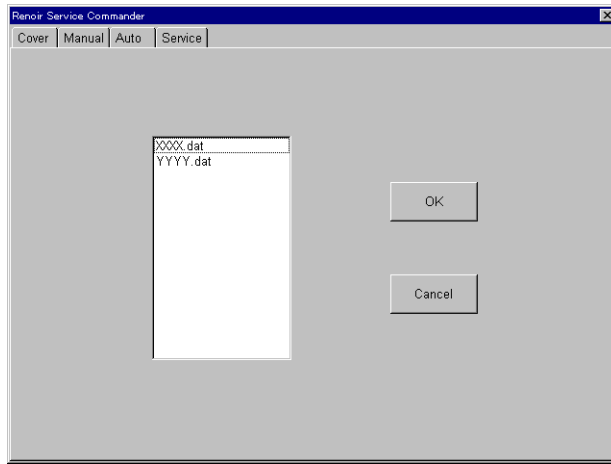 Renoir Service Commander
Cover Manual Auto Service
XXXX.dat
YYYY.dat
OK
Cancel